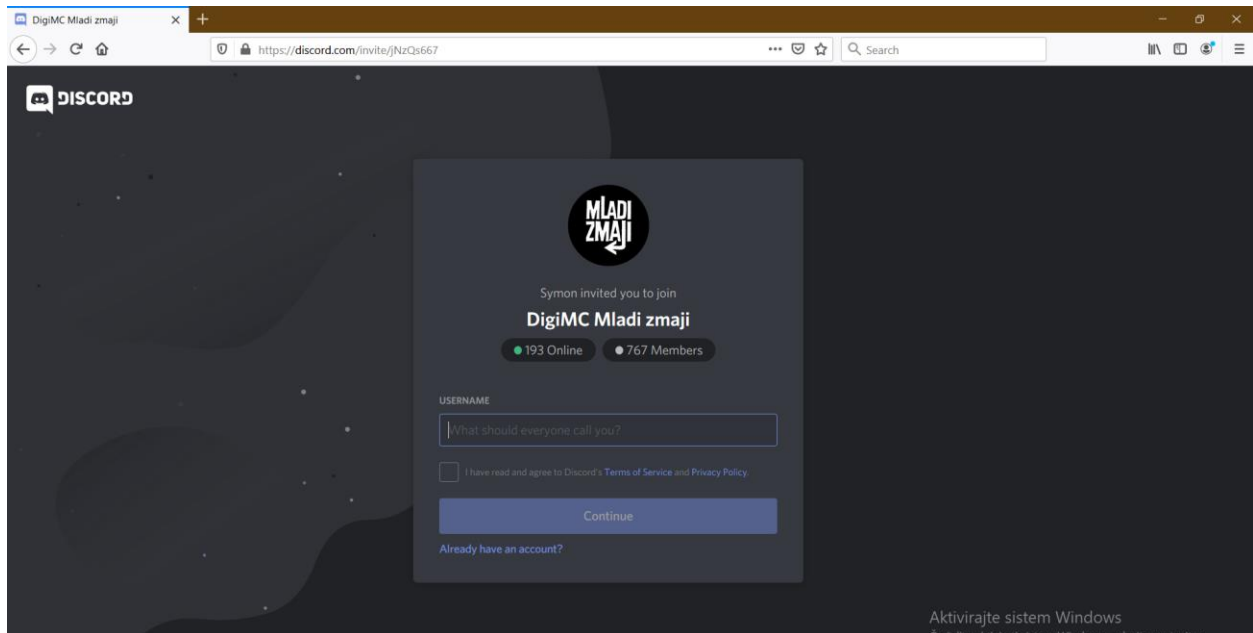 DigiMC Mladi zmaji
https://discord.com/invite/jNzQs667
Search
DISCORD
MLADI
ZMAJI
Symon invited you to join
DigiMC Mladi zmaji
193 Online 767 Members
USERNAME
What should everyone call you?
I have read and agree to Discord's Terms of Service and Privacy Policy.
Continue
Already have an account?
Aktivirajte sistem Windows